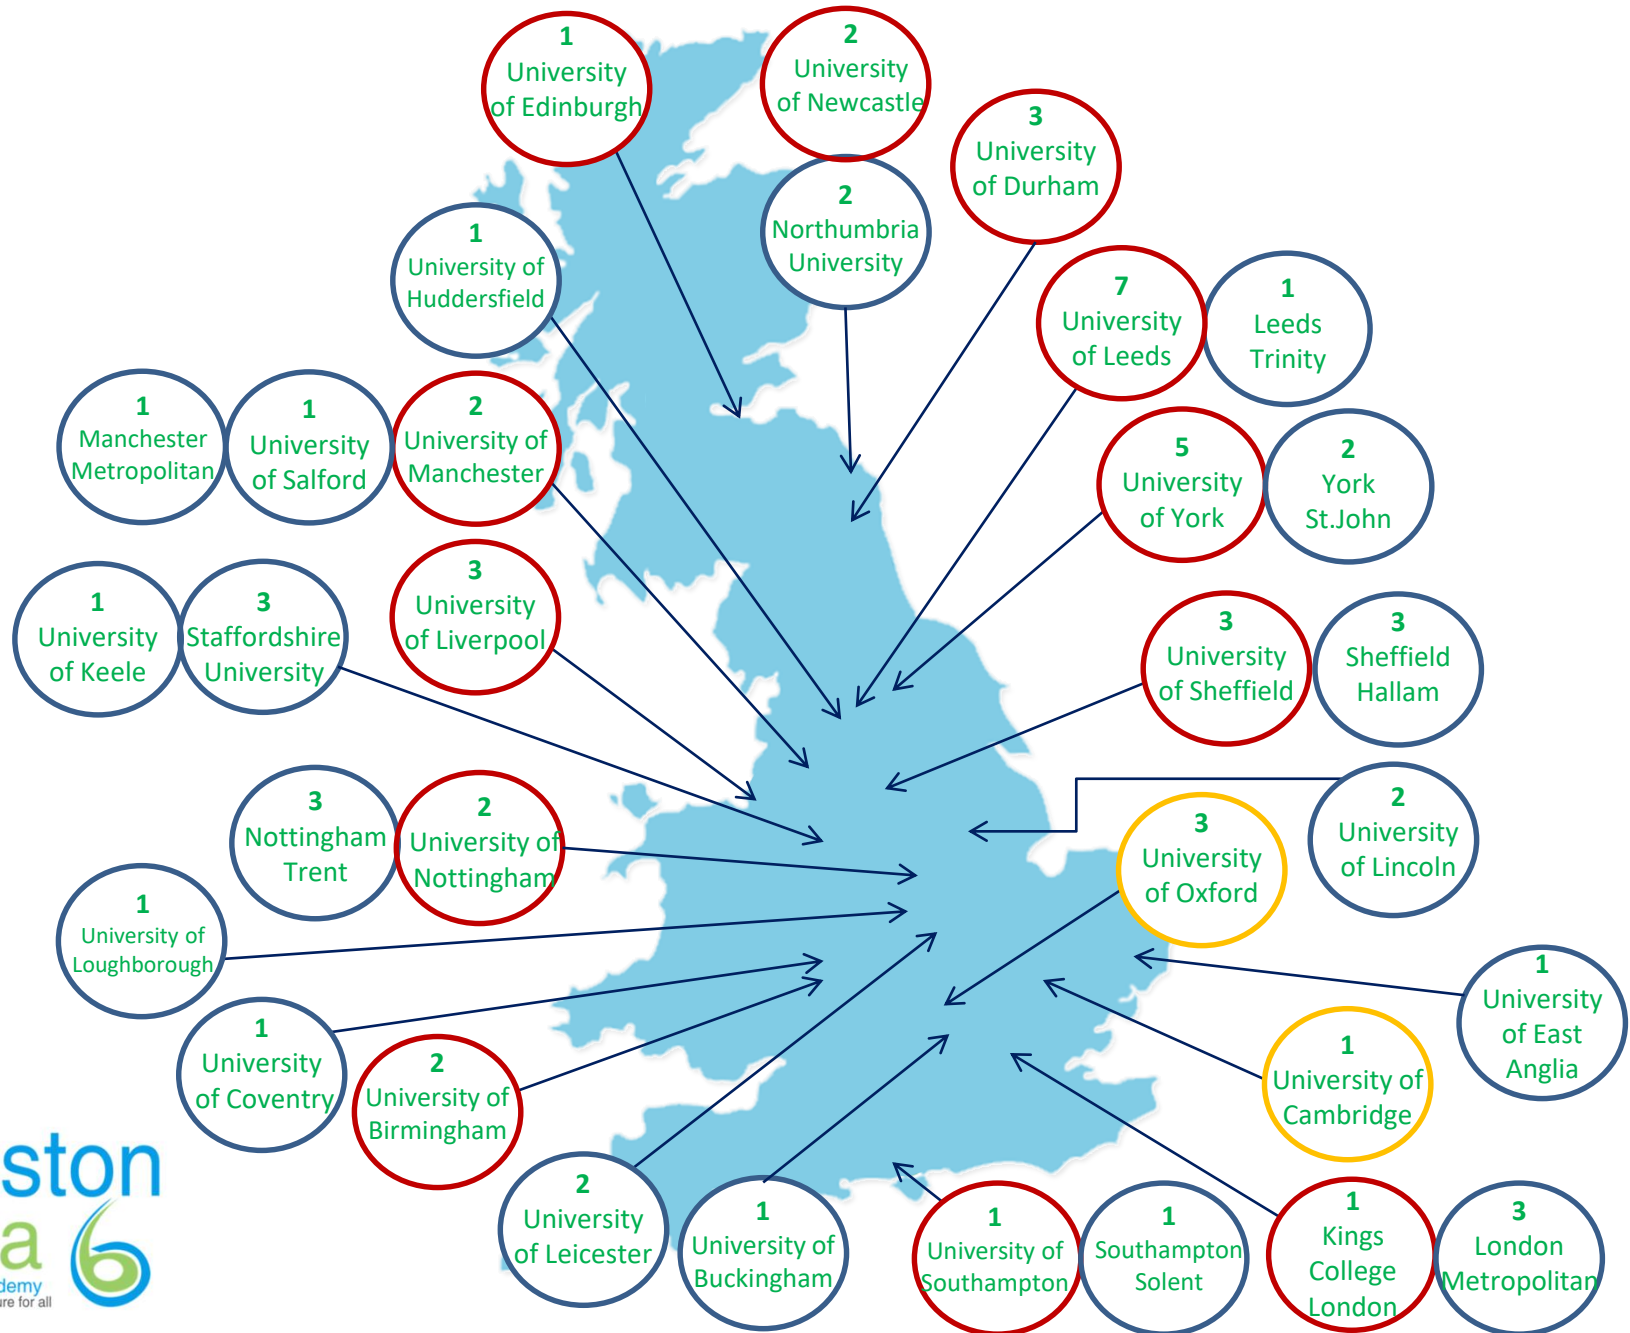 1
University
of Edinburgh
2
University
of Newcastle
3
University
of Durham
1
University of
Huddersfield
2
Northumbria
University
7
University
of Leeds
1
Leeds
Trinity
1
Manchester
Metropolitan
1
University
of Salford
2
University of
Manchester
5
University
of York
2
York
St.John
1
University
of Keele
3
Staffordshire
University
3
University
of Liverpool
3
University
of Sheffield
3
Sheffield
Hallam
3
Nottingham
Trent
2
University of
Nottingham
3
University
of Oxford
2
University
of Lincoln
1
University of
Loughborough
1
University
of East
Anglia
1
University
of Coventry
2
University of
Birmingham
1
University of
Cambridge
2
University
of Leicester
1
University of
Buckingham
1
University of
Southampton
1
Southampton
Solent
1
Kings
College
London
3
London
Metropolitan
ston
a6
demy
ure for all